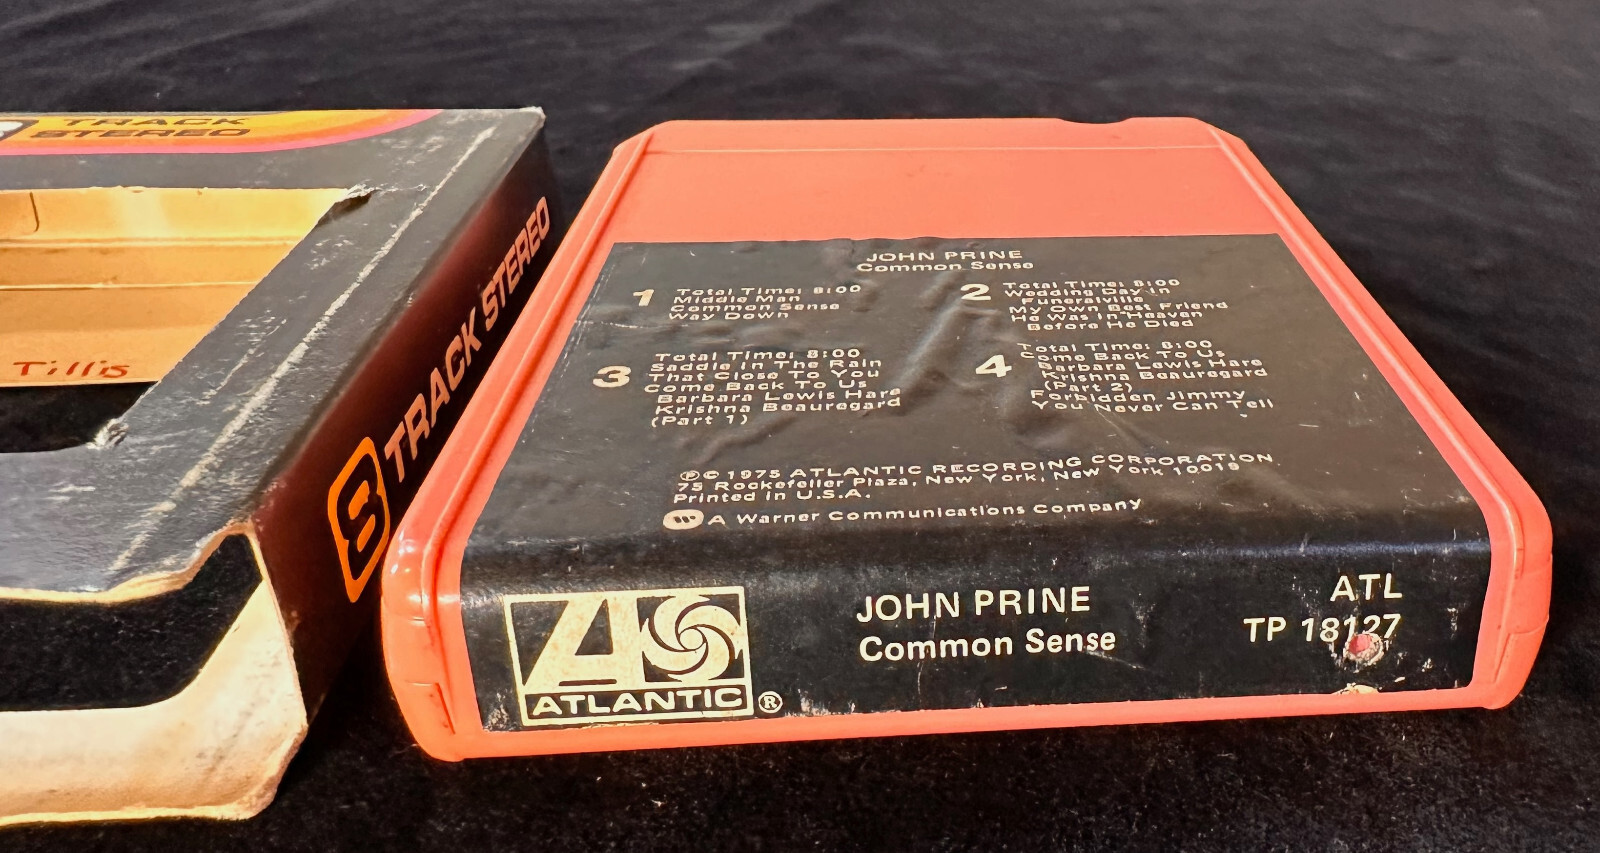 TRACK
STEREO
Tillis
8 TRACK STEREO
JOHN PRINE
Common Sense
1 Total Time: 8:00
Middle Man
Common Sense
Way Down
2 Total Time: 8:00
Wedding Day In
Funeralville
My Own Best Friend
He Was In Heaven
Before He Died
3 Total Time: 8:00
Saddle In The Rain
That Close To You
Come Back To Us
Barbara Lewis Hare
Krishna Beauregard
(Part 1)
4 Total Time: 8:00
Come Back To Us
Barbara Lewis Hare
Krishna Beauregard
(Part 2)
Forbidden Jimmy
You Never Can Tell
℗© 1975 ATLANTIC RECORDING CORPORATION
75 Rockefeller Plaza, New York, New York 10019
Printed in U.S.A.
A Warner Communications Company
ATLANTIC ®
JOHN PRINE
Common Sense
ATL
TP 18127